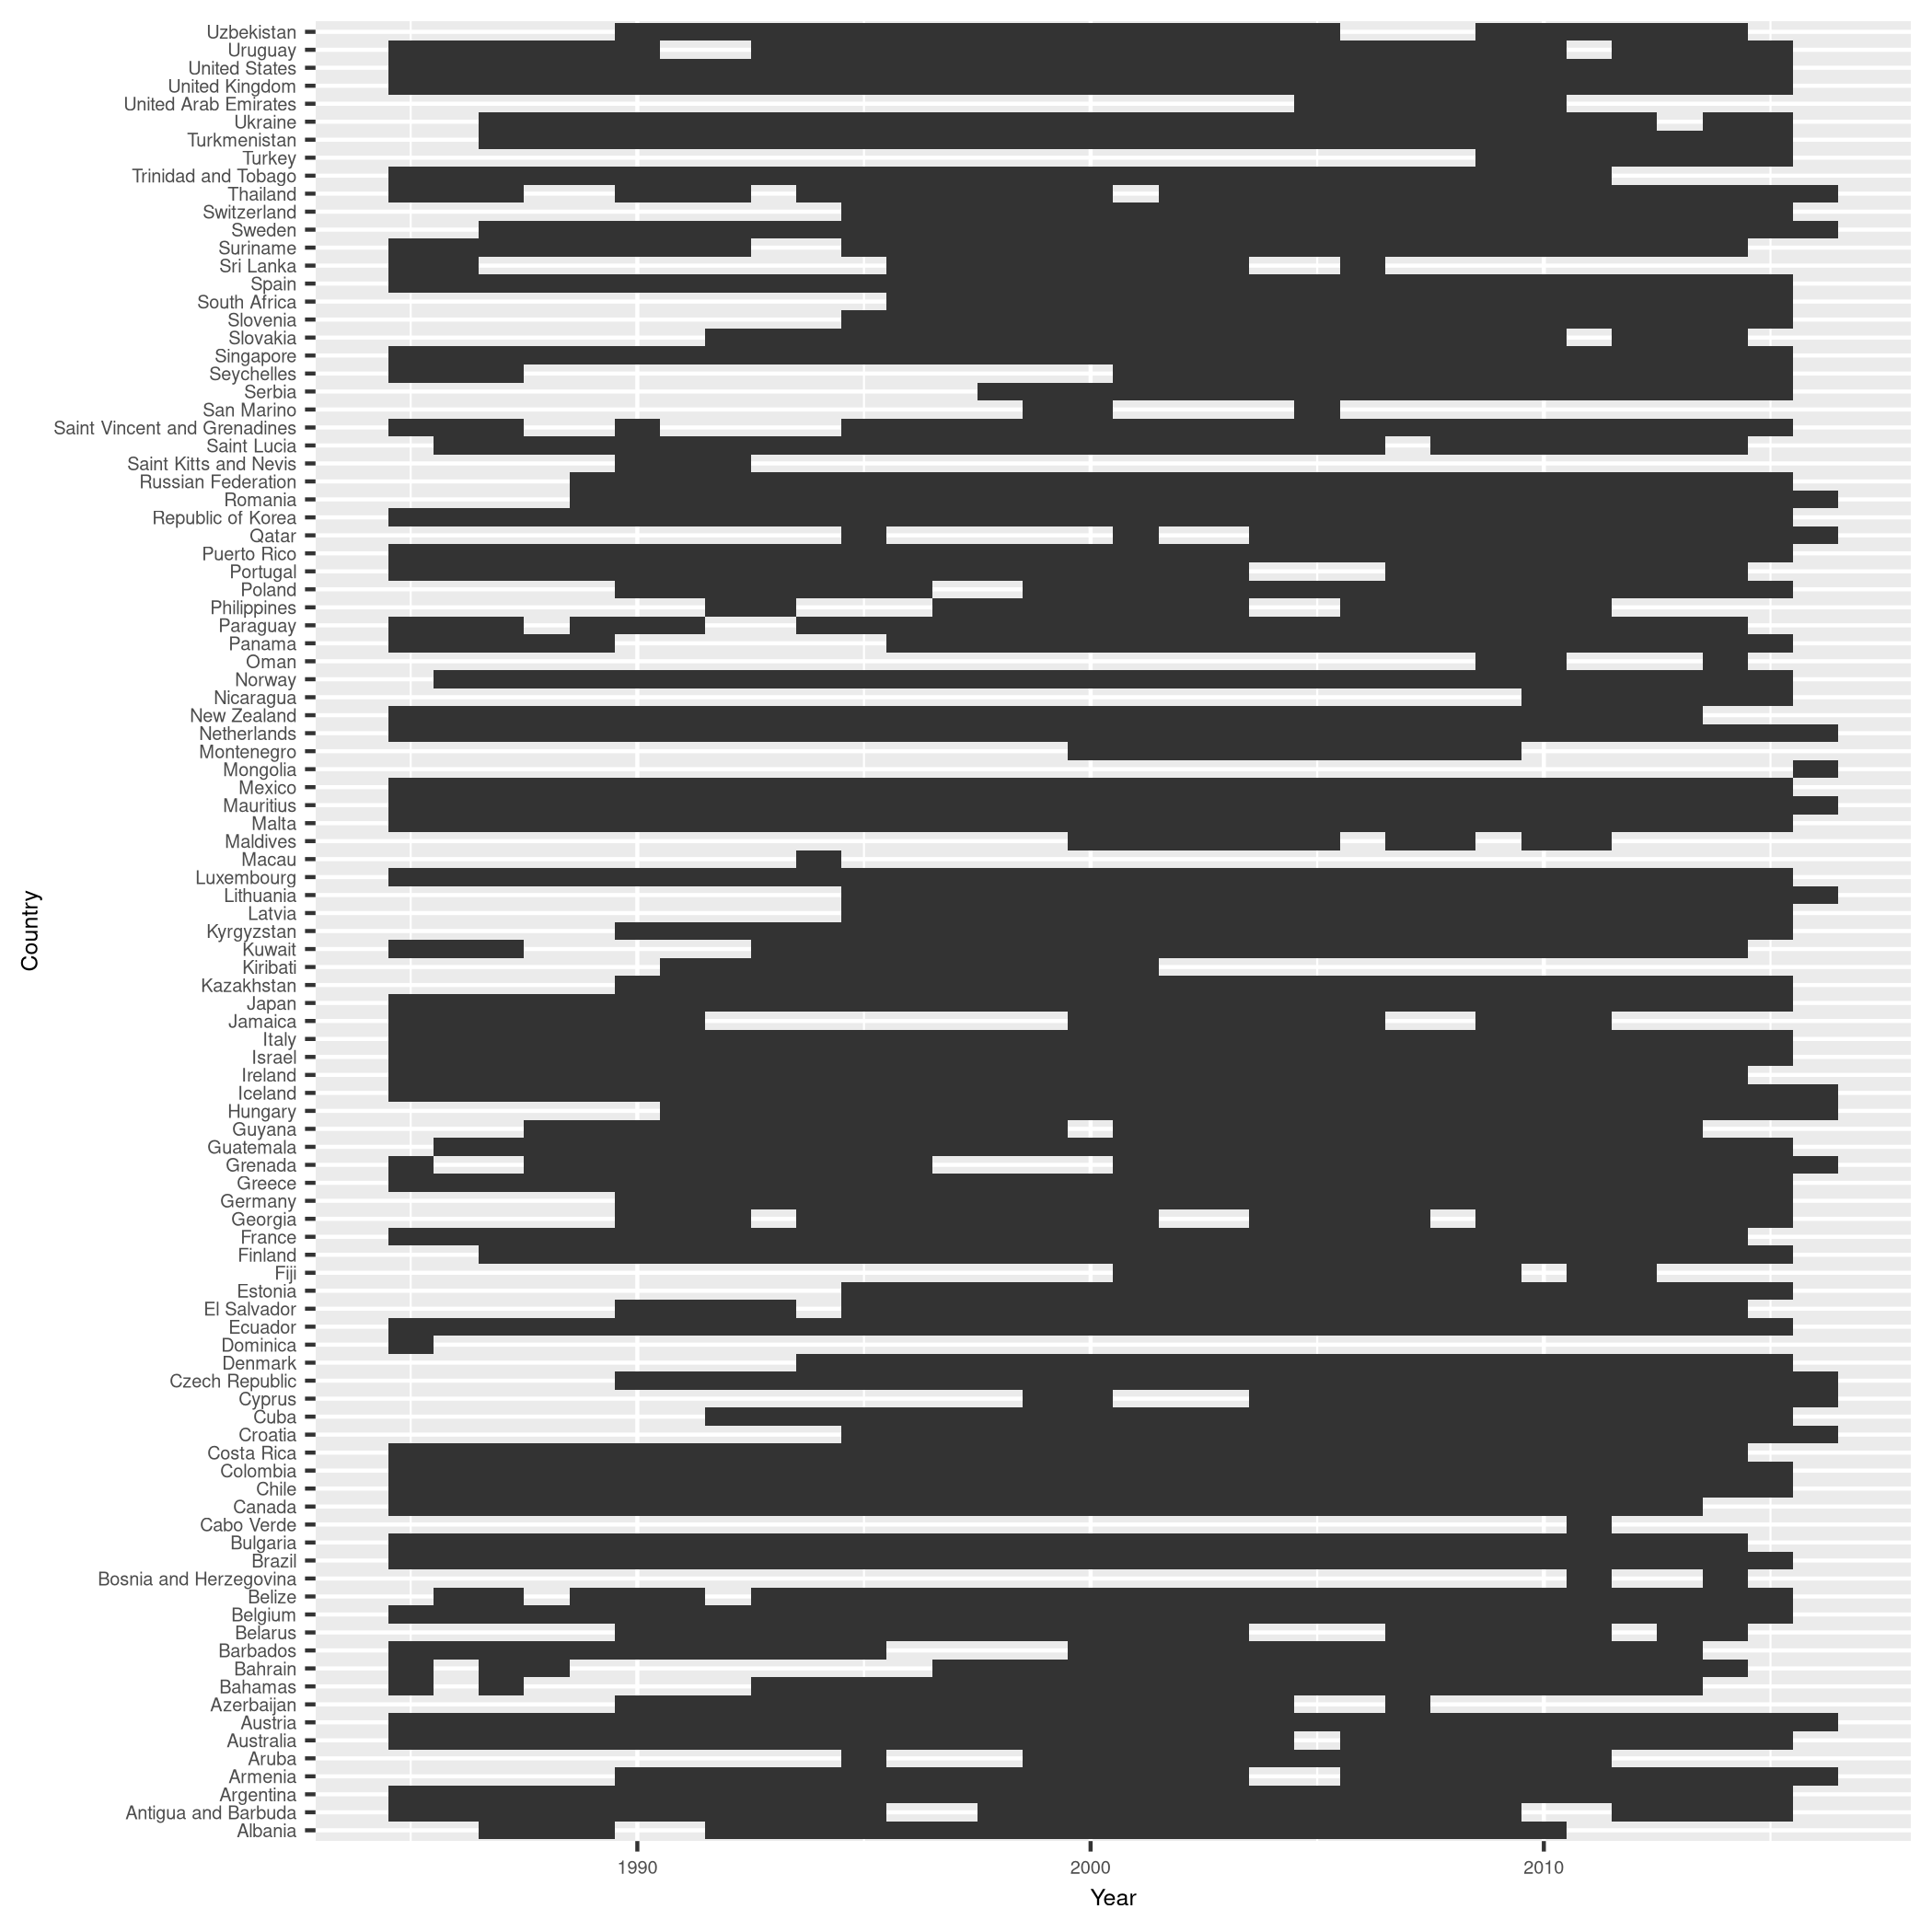 Uzbekistan
Uruguay
United States
United Kingdom
United Arab Emirates
Ukraine
Turkmenistan
Turkey
Trinidad and Tobago
Thailand
Switzerland
Sweden
Suriname
Sri Lanka
Spain
South Africa
Slovenia
Slovakia
Singapore
Seychelles
Serbia
San Marino
Saint Vincent and Grenadines
Saint Lucia
Saint Kitts and Nevis
Russian Federation
Romania
Republic of Korea
Qatar
Puerto Rico
Portugal
Poland
Philippines
Paraguay
Panama
Oman
Norway
Nicaragua
New Zealand
Netherlands
Montenegro
Mongolia
Mexico
Mauritius
Malta
Maldives
Macau
Luxembourg
Lithuania
Latvia
Kyrgyzstan
Kuwait
Kiribati
Kazakhstan
Japan
Jamaica
Italy
Israel
Ireland
Iceland
Hungary
Guyana
Guatemala
Grenada
Greece
Germany
Georgia
France
Finland
Fiji
Estonia
El Salvador
Ecuador
Dominica
Denmark
Czech Republic
Cyprus
Cuba
Croatia
Costa Rica
Colombia
Chile
Canada
Cabo Verde
Bulgaria
Brazil
Bosnia and Herzegovina
Belize
Belgium
Belarus
Barbados
Bahrain
Bahamas
Azerbaijan
Austria
Australia
Aruba
Armenia
Argentina
Antigua and Barbuda
Albania
Country
1990 2000 2010
Year